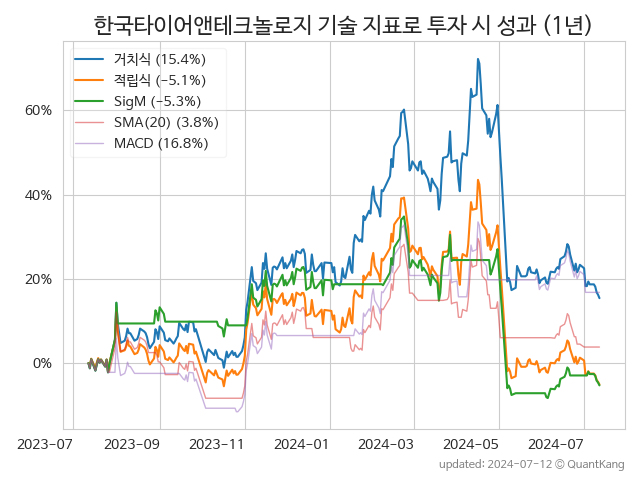 한국타이어앤테크놀로지 기술 지표로 투자 시 성과 (1년)
거치식 (15.4%)
적립식 (-5.1%)
SigM (-5.3%)
SMA(20) (3.8%)
MACD (16.8%)
60%
40%
20%
0%
2023-07 2023-09 2023-11 2024-01 2024-03 2024-05 2024-07
updated: 2024-07-12 © QuantKang